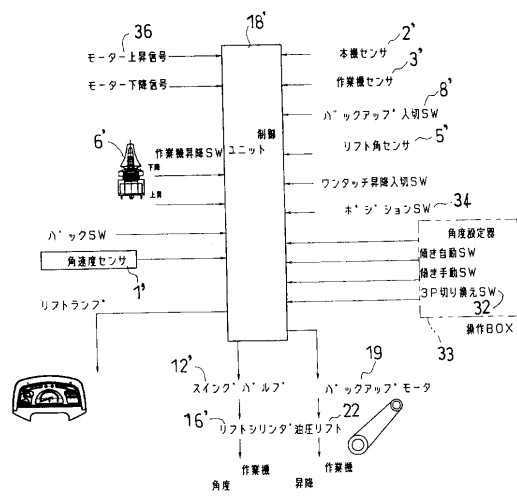 36
モーター上昇信号
モーター下降信号
18'
本機センサ
2'
作業機センサ
3'
バックアップ入切SW
8'
制御
ユニット
リフト角センサ
5'
6'
作業機昇降SW
下降
上昇
ワンタッチ昇降入切SW
ポジションSW
34
バックSW
角速度センサ
1'
角度設定器
傾き自動SW
傾き手動SW
3P切り換えSW
32
操作BOX
33
リフトランプ
12'
スイングバルブ
19
バックアップモータ
16'
リフトシリンダ
油圧リフト
22
作業機
角度
作業機
昇降